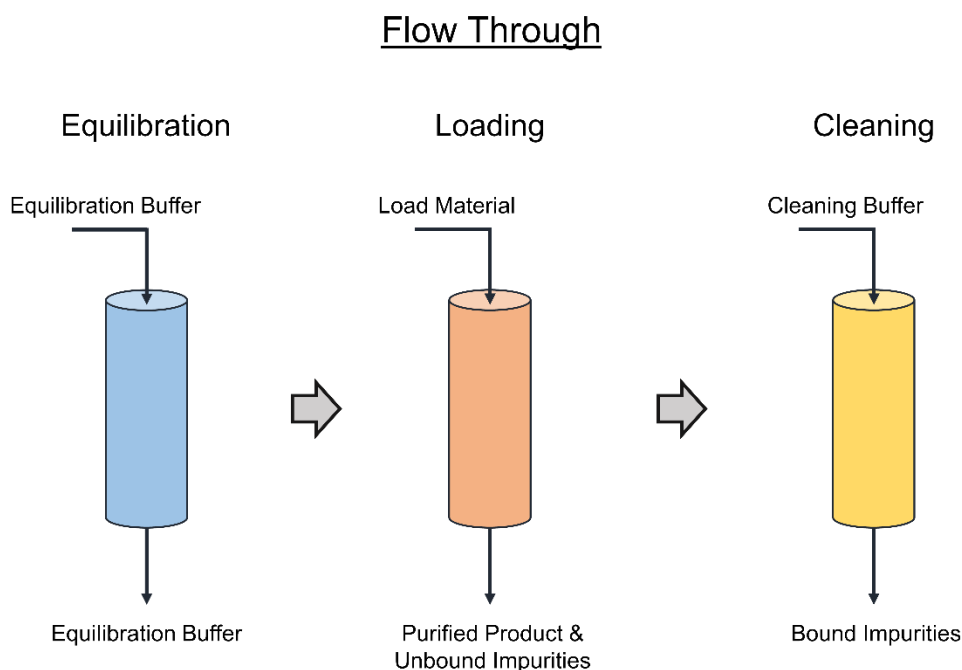 Flow Through
Equilibration
Loading
Cleaning
Equilibration Buffer
Load Material
Cleaning Buffer
Equilibration Buffer
Purified Product &
Unbound Impurities
Bound Impurities